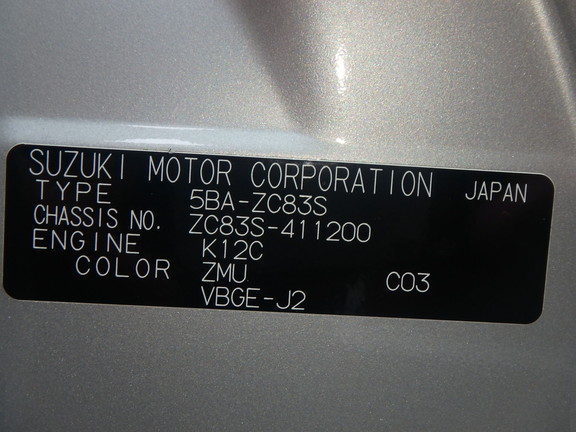 SUZUKI MOTOR CORPORATION JAPAN
TYPE 5BA-ZC83S
CHASSIS NO. ZC83S-411200
ENGINE K12C
COLOR ZMU C03
VBGE-J2